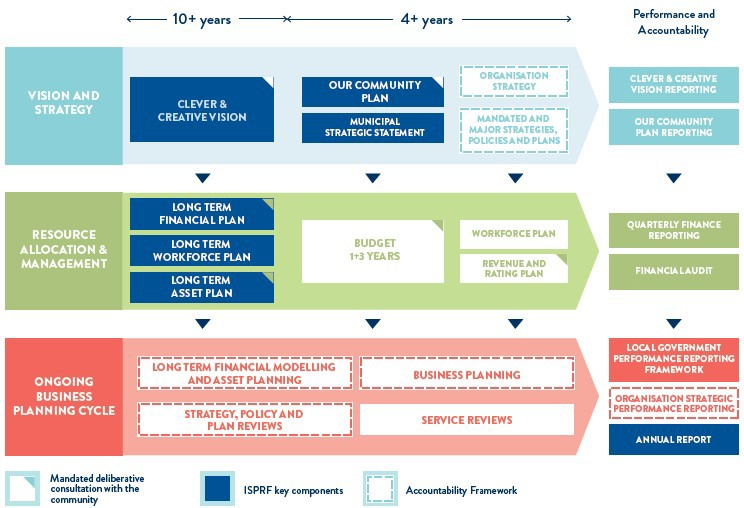 10+ years
4+ years
Performance and
Accountability
VISION AND
STRATEGY
CLEVER &
CREATIVE VISION
OUR COMMUNITY
PLAN
MUNICIPAL
STRATEGIC STATEMENT
ORGANISATION
STRATEGY
MANDATED AND
MAJOR STRATEGIES,
POLICIES AND PLANS
CLEVER & CREATIVE
VISION REPORTING
OUR COMMUNITY
PLAN REPORTING
RESOURCE
ALLOCATION &
MANAGEMENT
LONG TERM
FINANCIAL PLAN
LONG TERM
WORKFORCE PLAN
LONG TERM
ASSET PLAN
BUDGET
1+3 YEARS
WORKFORCE PLAN
REVENUE AND
RATING PLAN
QUARTERLY FINANCE
REPORTING
FINANCIAL AUDIT
ONGOING
BUSINESS
PLANNING CYCLE
LONG TERM FINANCIAL MODELLING
AND ASSET PLANNING
BUSINESS PLANNING
STRATEGY, POLICY AND
PLAN REVIEWS
SERVICE REVIEWS
LOCAL GOVERNMENT
PERFORMANCE REPORTING
FRAMEWORK
ORGANISATION STRATEGIC
PERFORMANCE REPORTING
ANNUAL REPORT
Mandated deliberative
consultation with the
community
ISPRF key components
Accountability Framework